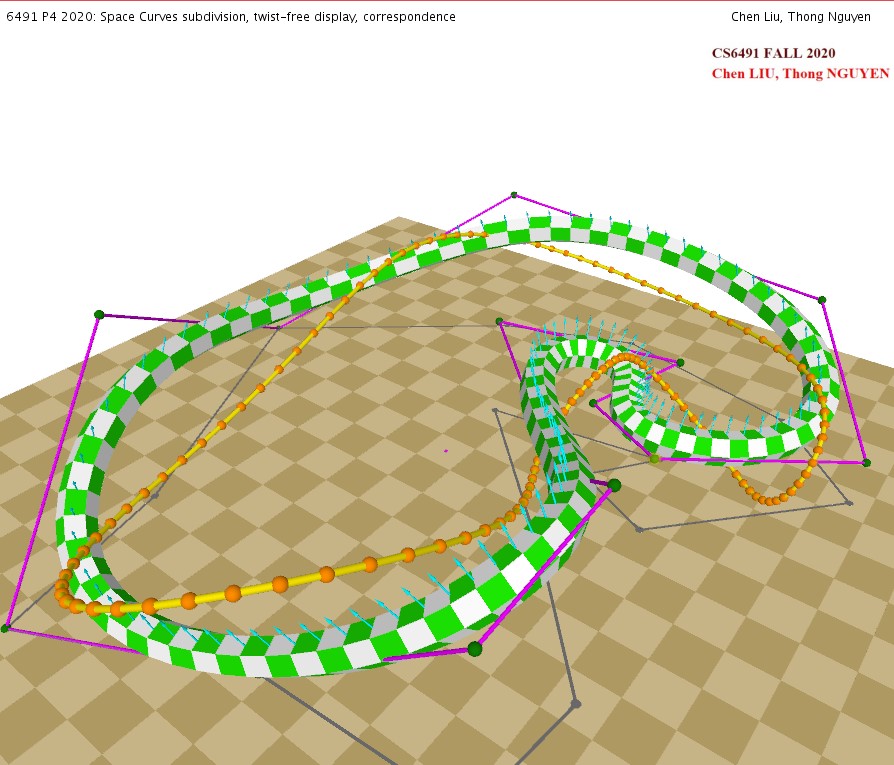 6491 P4 2020: Space Curves subdivision, twist-free display, correspondence
Chen Liu, Thong Nguyen
CS6491 FALL 2020
Chen LIU, Thong NGUYEN